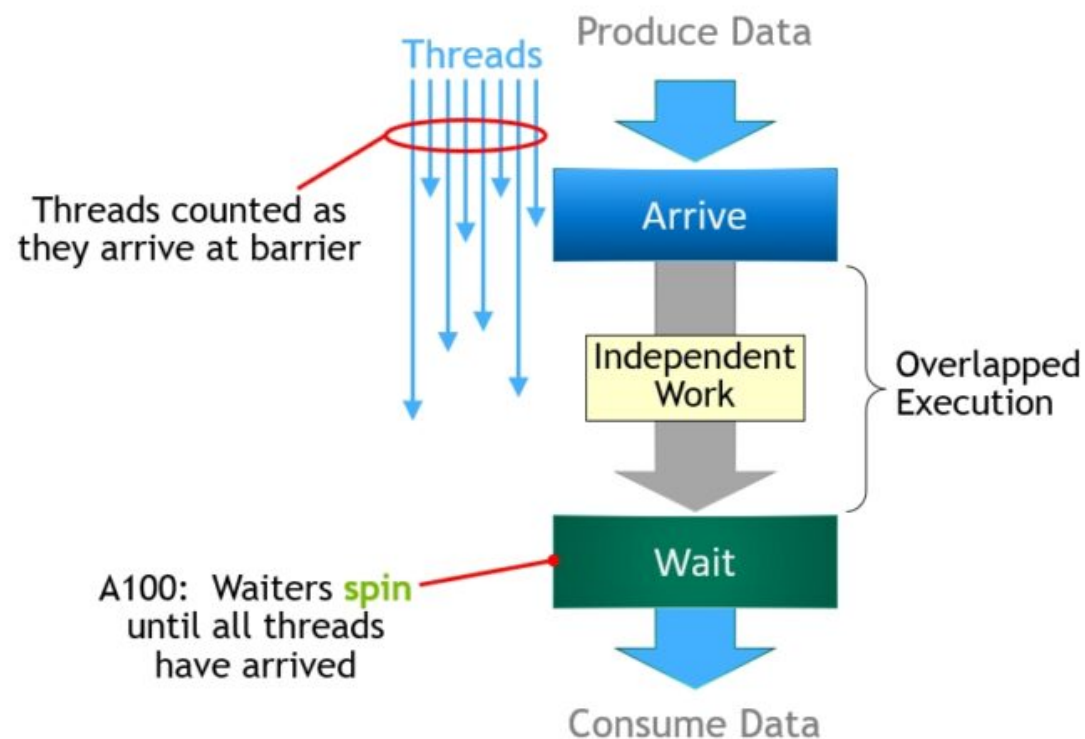 Produce Data
Threads
Threads counted as
they arrive at barrier
Arrive
Independent
Work
Overlapped
Execution
Wait
A100: Waiters spin
until all threads
have arrived
Consume Data